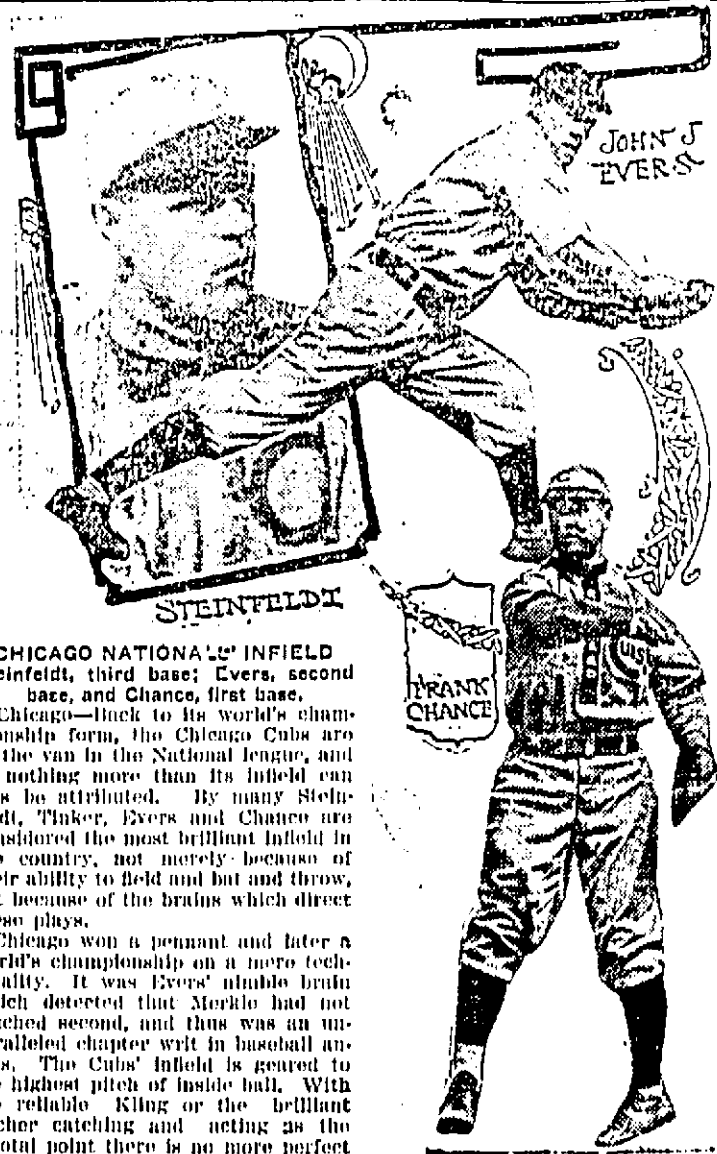 JOHN J
EVERS
STEINFELDT
FRANK
CHANCE
CUBS
CHICAGO NATIONALS' INFIELD
einfeldt, third base; Evers, second
base, and Chance, first base.
Chicago—Back to its world's cham-
onship form, the Chicago Cubs are
the van in the National league, and
nothing more than its infield can
s be attributed. By many Stein-
dt, Tinker, Evers and Chance are
nsidered the most brilliant infield in
e country, not merely because of
eir ability to field and bat and throw,
t because of the brains which direct
ese plays.
Chicago won a pennant and later a
rld's championship on a mere tech-
ality. It was Evers' nimble brain
ich detected that Merkle had not
ched second, and thus was an un-
ralleled chapter writ in baseball an-
s. The Cubs' infield is geared to
e highest pitch of inside ball. With
e reliable Kling or the brilliant
cher catching and acting as the
otal point there is no more perfect